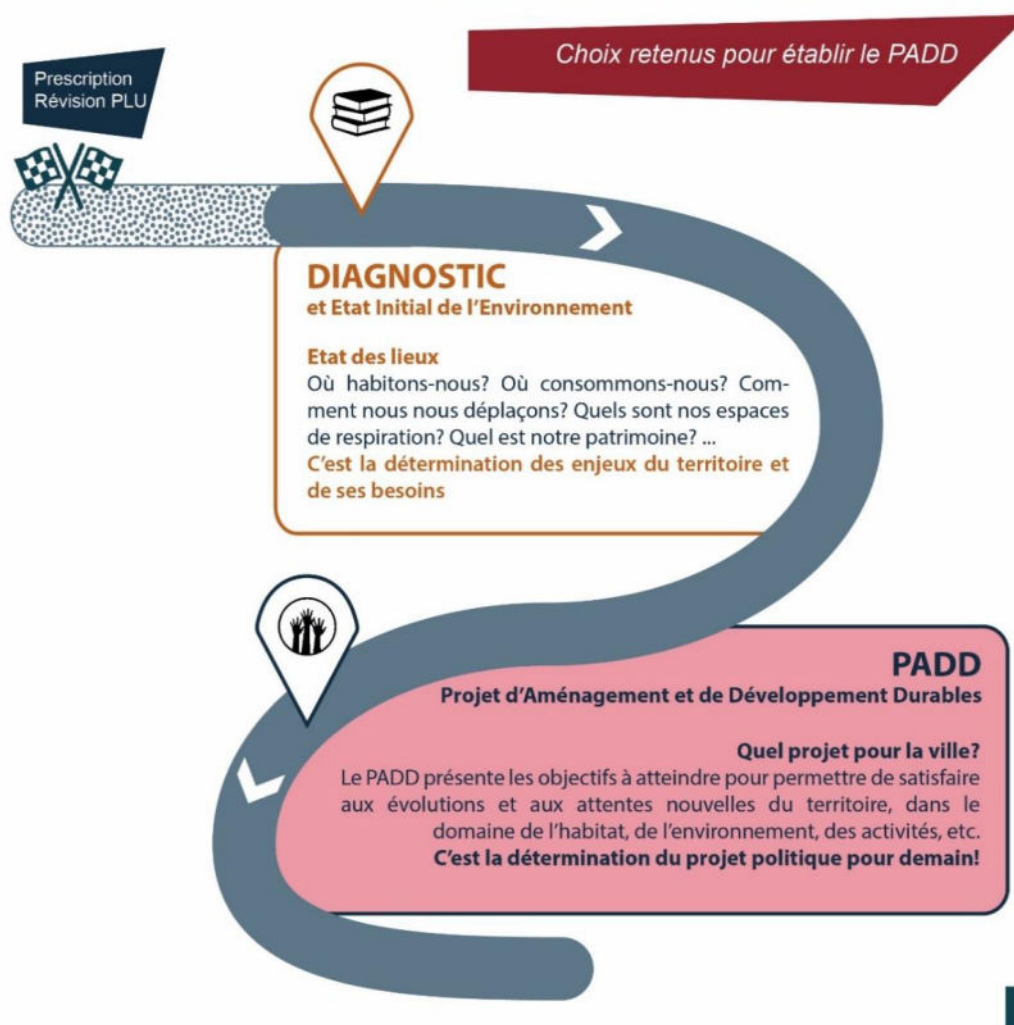 Choix retenus pour établir le PADD
Prescription
Révision PLU
DIAGNOSTIC
et Etat Initial de l'Environnement
Etat des lieux
Où habitons-nous? Où consommons-nous? Com-
ment nous nous déplaçons? Quels sont nos espaces
de respiration? Quel est notre patrimoine? ...
C'est la détermination des enjeux du territoire et
de ses besoins
PADD
Projet d'Aménagement et de Développement Durables
Quel projet pour la ville?
Le PADD présente les objectifs à atteindre pour permettre de satisfaire
aux évolutions et aux attentes nouvelles du territoire, dans le
domaine de l'habitat, de l'environnement, des activités, etc.
C'est la détermination du projet politique pour demain!